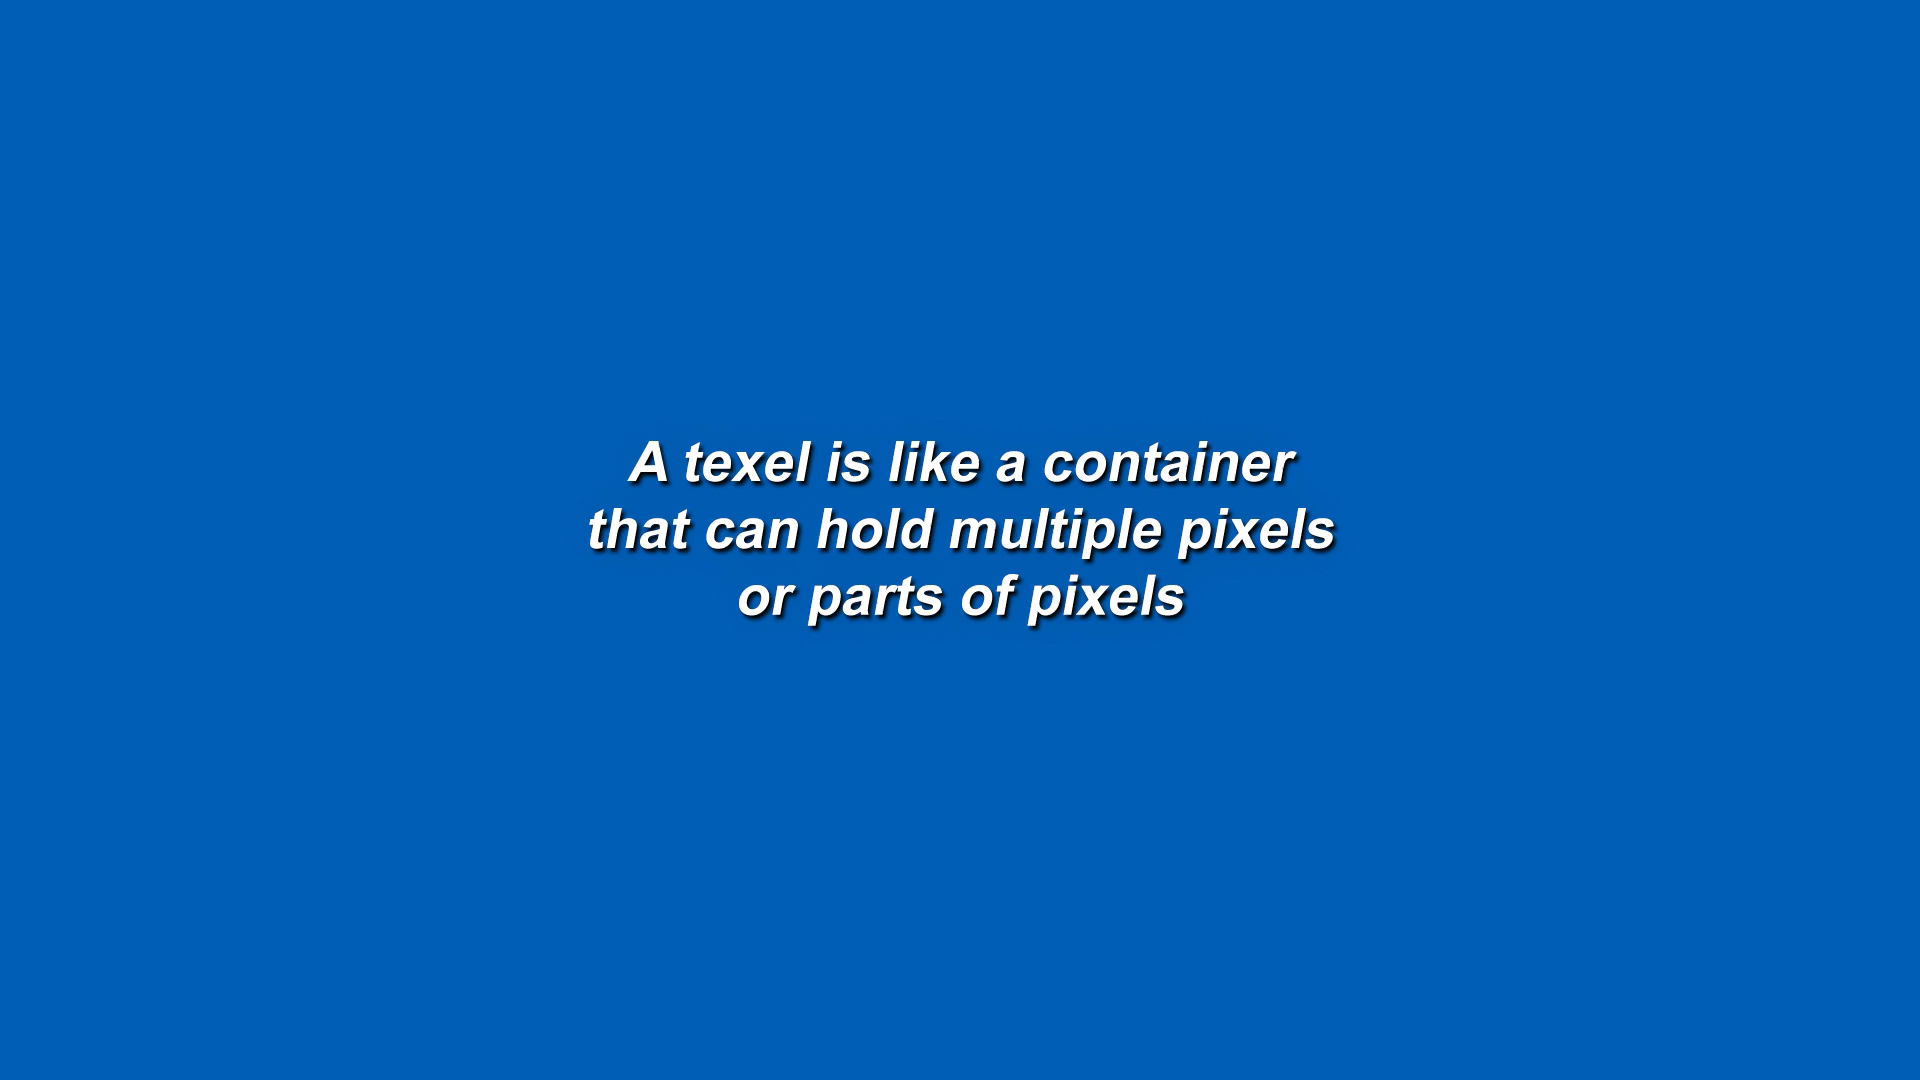 A texel is like a container
that can hold multiple pixels
or parts of pixels